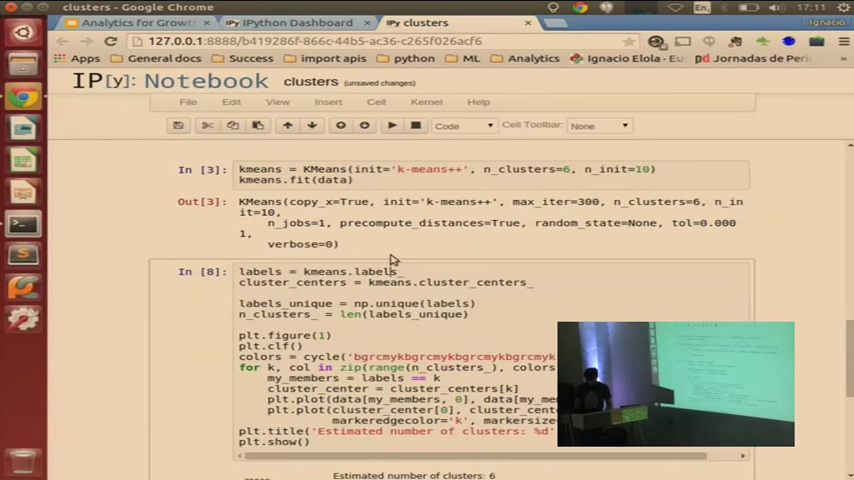 clusters - Google Chrome
En
17:11
Analytics for Growth
IPython Dashboard
IP[y]: clusters
Ignacio
127.0.0.1:8888/b419286f-866c-44b5-ac36-c265f026acf6
Apps
General docs
Success
import apis
python
ML
Analytics
Ignacio Elola - Eu
Jornadas de Peri
IP[y]: Notebook
clusters (unsaved changes)
File Edit View Insert Cell Kernel Help
Code
Cell Toolbar:
None
In [3]:
kmeans = KMeans(init='k-means++', n_clusters=6, n_init=10)
kmeans.fit(data)
Out[3]:
KMeans(copy_x=True, init='k-means++', max_iter=300, n_clusters=6, n_in
it=10,
n_jobs=1, precompute_distances=True, random_state=None, tol=0.000
1,
verbose=0)
In [8]:
labels = kmeans.labels_
cluster_centers = kmeans.cluster_centers_
labels_unique = np.unique(labels)
n_clusters_ = len(labels_unique)
plt.figure(1)
plt.clf()
colors = cycle('bgrcmykbgrcmykbgrcmykbgrcmyk
for k, col in zip(range(n_clusters_), colors
my_members = labels == k
cluster_center = cluster_centers[k]
plt.plot(data[my_members, 0], data[my_me
plt.plot(cluster_center[0], cluster_cente
markeredgecolor='k', markersize=
plt.title('Estimated number of clusters: %d'
plt.show()
Estimated number of clusters: 6